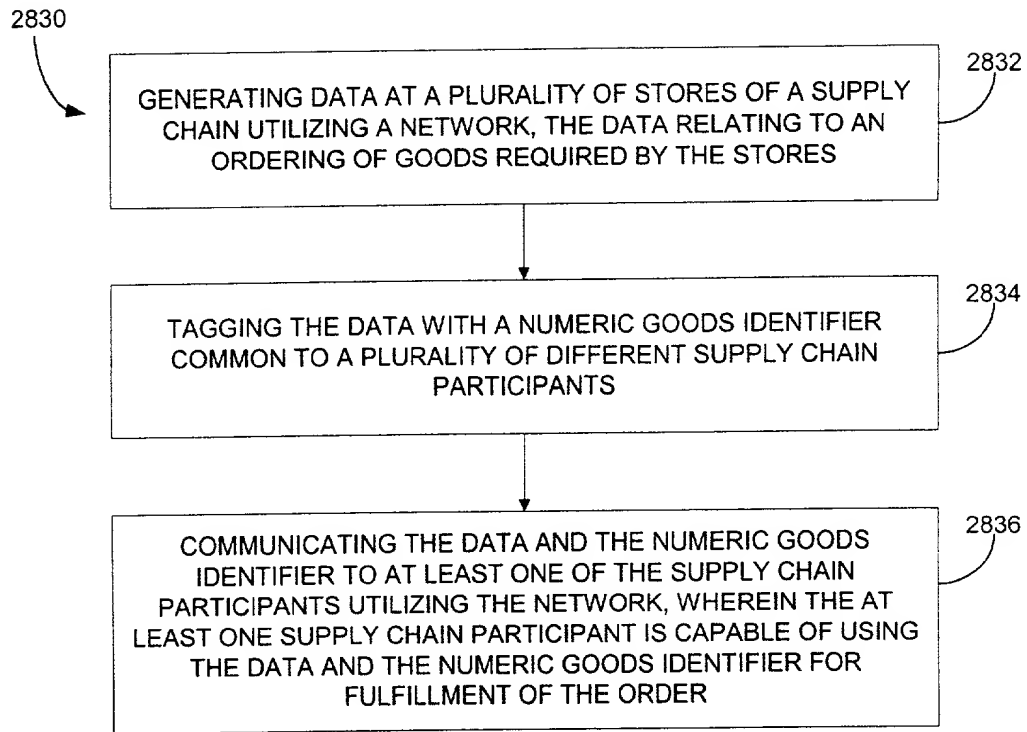 2830
2832
GENERATING DATA AT A PLURALITY OF STORES OF A SUPPLY
CHAIN UTILIZING A NETWORK, THE DATA RELATING TO AN
ORDERING OF GOODS REQUIRED BY THE STORES
2834
TAGGING THE DATA WITH A NUMERIC GOODS IDENTIFIER
COMMON TO A PLURALITY OF DIFFERENT SUPPLY CHAIN
PARTICIPANTS
2836
COMMUNICATING THE DATA AND THE NUMERIC GOODS
IDENTIFIER TO AT LEAST ONE OF THE SUPPLY CHAIN
PARTICIPANTS UTILIZING THE NETWORK, WHEREIN THE AT
LEAST ONE SUPPLY CHAIN PARTICIPANT IS CAPABLE OF USING
THE DATA AND THE NUMERIC GOODS IDENTIFIER FOR
FULFILLMENT OF THE ORDER